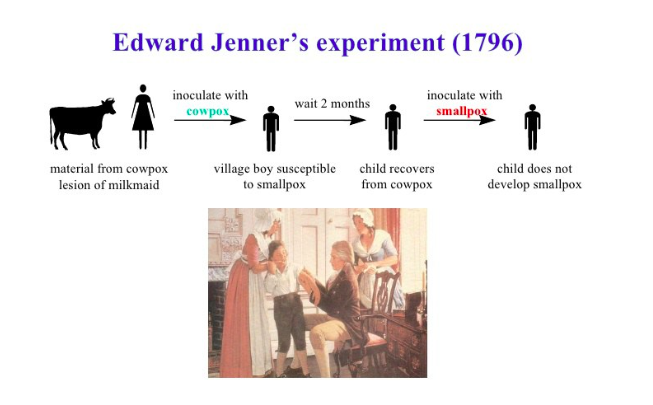 Edward Jenner’s experiment (1796)
inoculate with
cowpox
wait 2 months
inoculate with
smallpox
material from cowpox
lesion of milkmaid
village boy susceptible
to smallpox
child recovers
from cowpox
child does not
develop smallpox